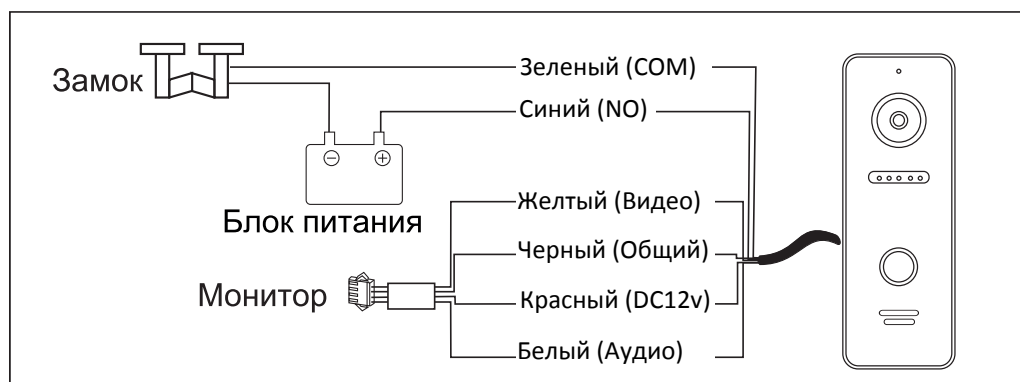 Замок
Зеленый (COM)
Синий (NO)
Блок питания
Желтый (Видео)
Черный (Общий)
Монитор
Красный (DC12v)
Белый (Аудио)